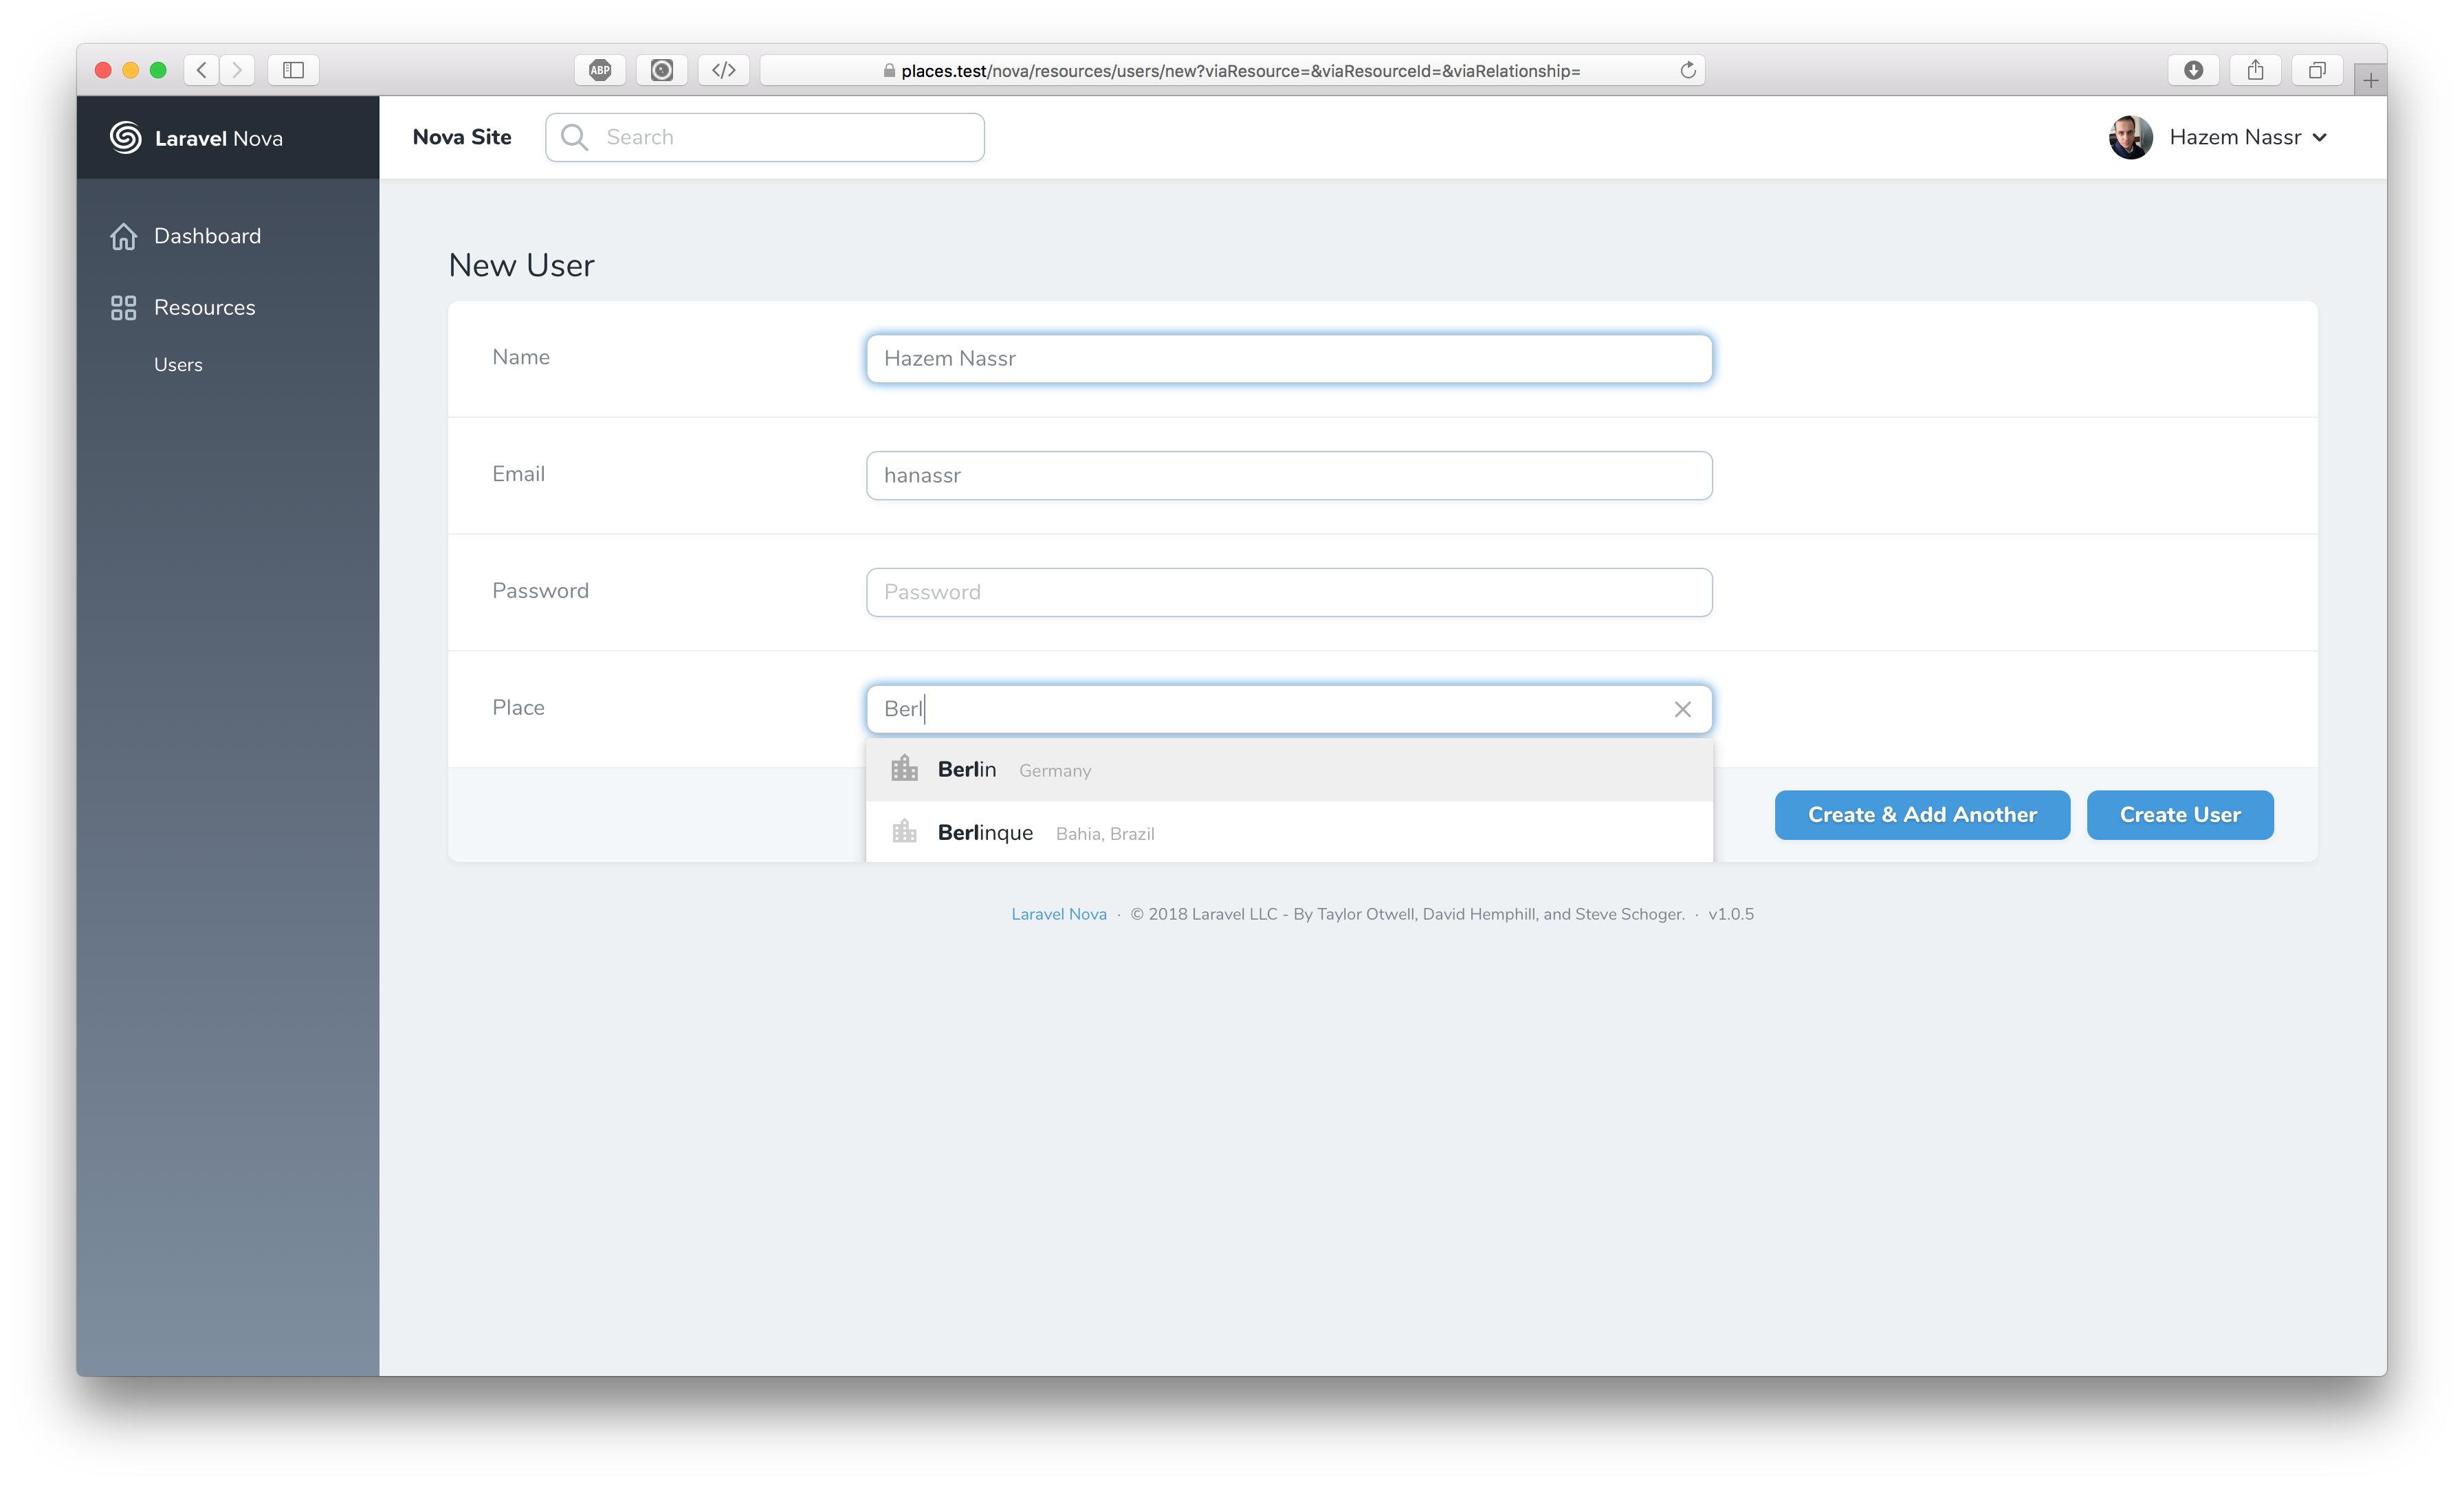 ABP
</>
places.test/nova/resources/users/new?viaResource=&viaResourceId=&viaRelationship=
Laravel Nova
Nova Site
Search
Hazem Nassr
Dashboard
Resources
Users
New User
Name
Hazem Nassr
Email
hanassr
Password
Password
Place
Berl
Berlin Germany
Berlinque Bahia, Brazil
Create & Add Another
Create User
Laravel Nova · © 2018 Laravel LLC - By Taylor Otwell, David Hemphill, and Steve Schoger. · v1.0.5